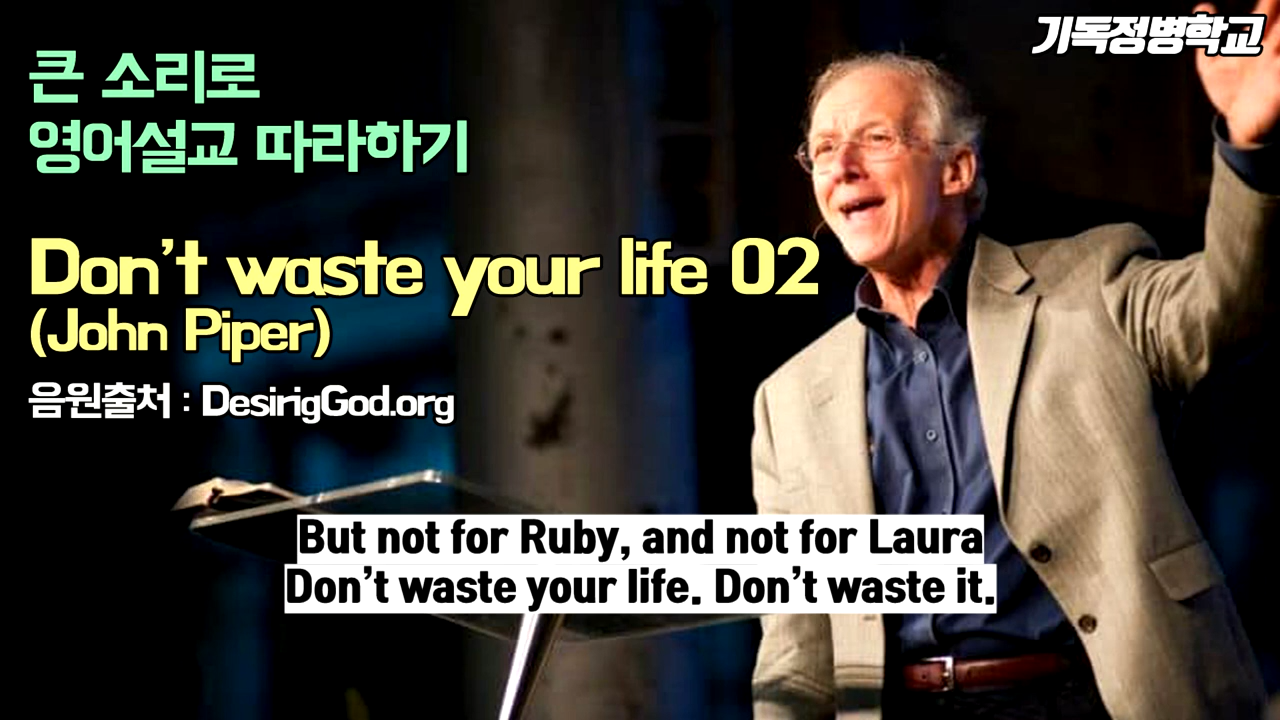 기독정병학교
큰 소리로
영어설교 따라하기
Don't waste your life 02
(John Piper)
음원출처 : DesirigGod.org
But not for Ruby, and not for Laura
Don't waste your life. Don't waste it.